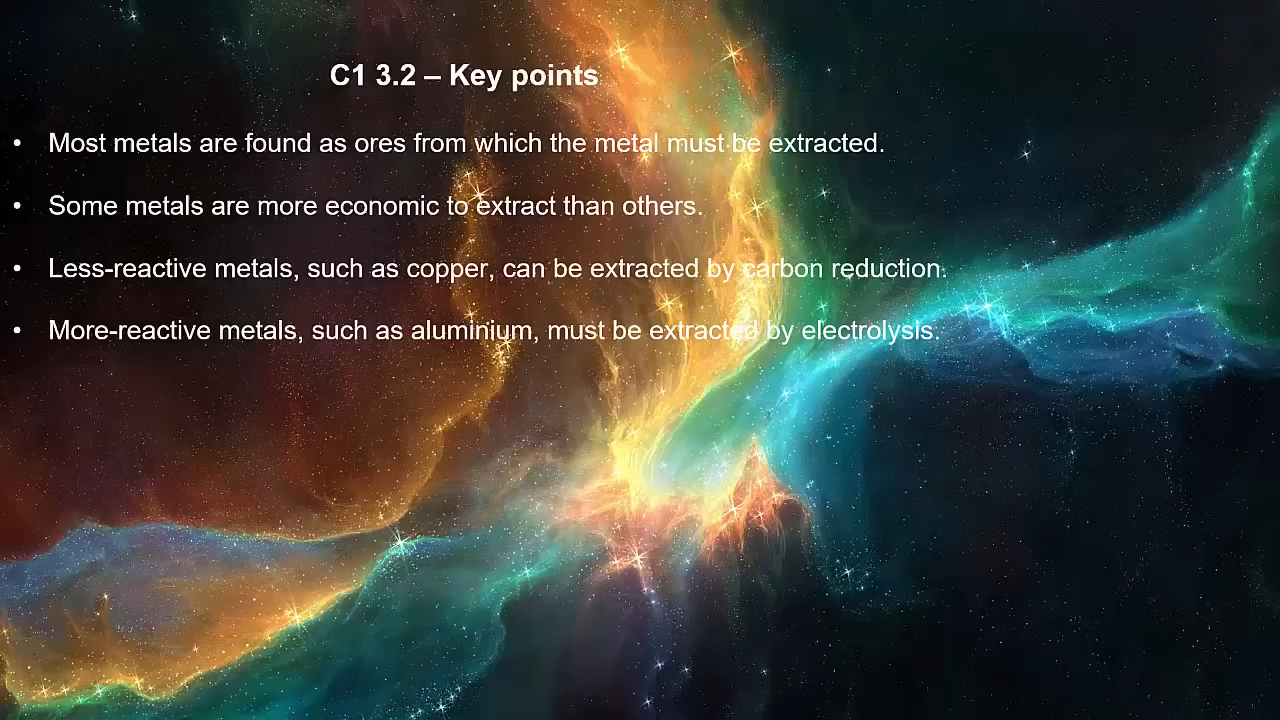 C1 3.2 – Key points
• Most metals are found as ores from which the metal must be extracted.
• Some metals are more economic to extract than others.
• Less-reactive metals, such as copper, can be extracted by carbon reduction.
• More-reactive metals, such as aluminium, must be extracted by electrolysis.